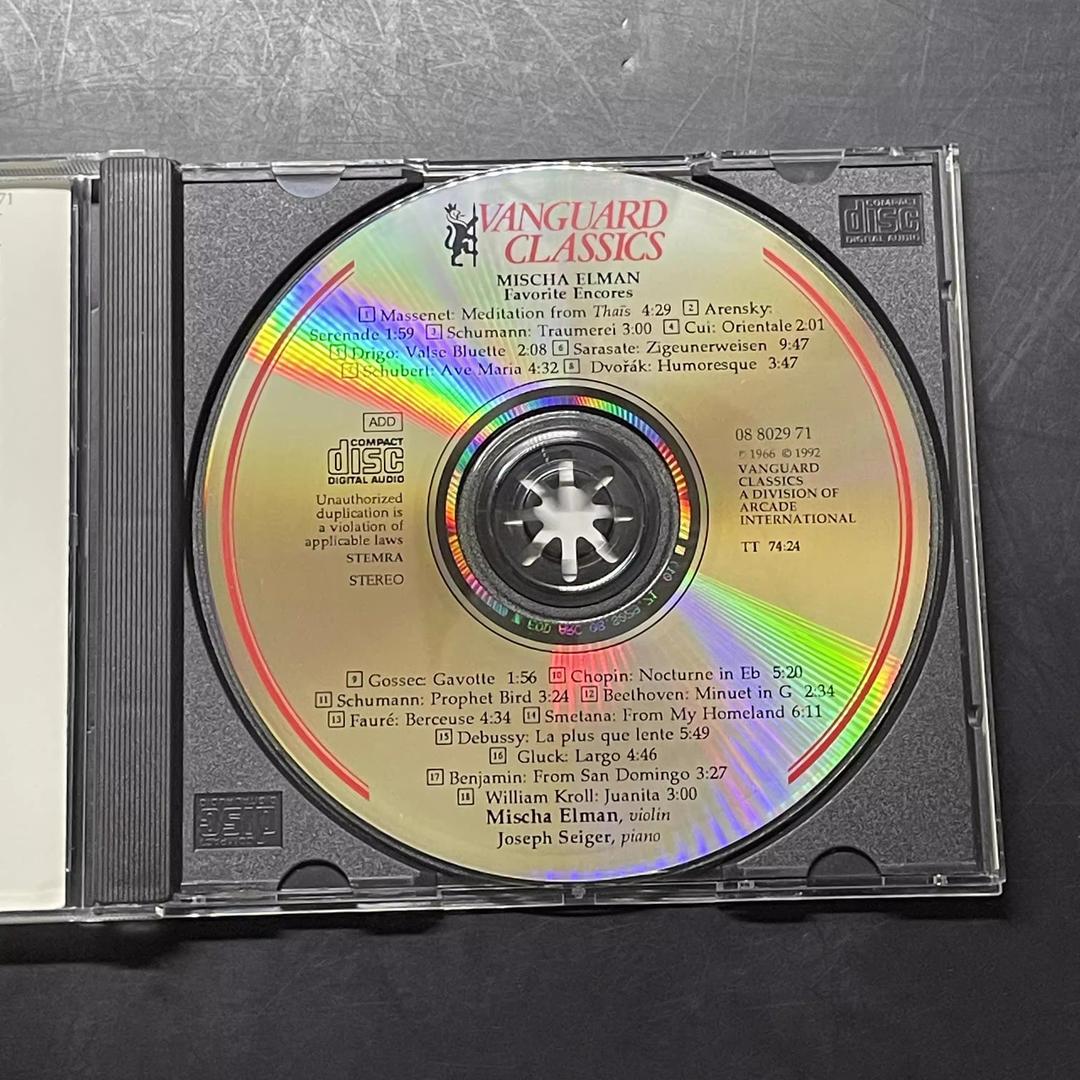 71
COMPACT
disc
DIGITAL AUDIO
VANGUARD
CLASSICS
MISCHA ELMAN
Favorite Encores
1 Massenet: Meditation from Thaïs 4:29 2 Arensky:
Serenade 1:59 3 Schumann: Traumerei 3:00 4 Cui: Orientale 2:01
5 Drigo: Valse Bluette 2:08 6 Sarasate: Zigeunerweisen 9:47
7 Schubert: Ave Maria 4:32 8 Dvořák: Humoresque 3:47
ADD
COMPACT
disc
DIGITAL AUDIO
Unauthorized
duplication is
a violation of
applicable laws
STEMRA
STEREO
08 8029 71
℗ 1966 © 1992
VANGUARD
CLASSICS
A DIVISION OF
ARCADE
INTERNATIONAL
TT 74:24
9 Gossec: Gavotte 1:56 10 Chopin: Nocturne in Eb 5:20
11 Schumann: Prophet Bird 3:24 12 Beethoven: Minuet in G 2:34
13 Fauré: Berceuse 4:34 14 Smetana: From My Homeland 6:11
15 Debussy: La plus que lente 5:49
16 Gluck: Largo 4:46
17 Benjamin: From San Domingo 3:27
18 William Kroll: Juanita 3:00
Mischa Elman, violin
Joseph Seiger, piano
disc